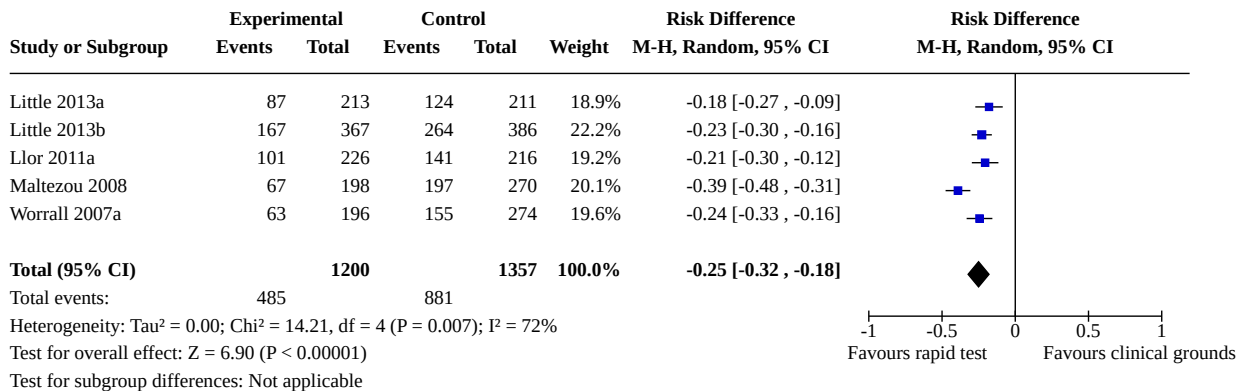 Experimental Control Risk Difference Risk Difference
Study or Subgroup Events Total Events Total Weight M-H, Random, 95% CI M-H, Random, 95% CI
Little 2013a 87 213 124 211 18.9% -0.18 [-0.27 , -0.09]
Little 2013b 167 367 264 386 22.2% -0.23 [-0.30 , -0.16]
Llor 2011a 101 226 141 216 19.2% -0.21 [-0.30 , -0.12]
Maltezou 2008 67 198 197 270 20.1% -0.39 [-0.48 , -0.31]
Worrall 2007a 63 196 155 274 19.6% -0.24 [-0.33 , -0.16]
Total (95% CI) 1200 1357 100.0% -0.25 [-0.32 , -0.18]
Total events: 485 881
Heterogeneity: Tau² = 0.00; Chi² = 14.21, df = 4 (P = 0.007); I² = 72%
Test for overall effect: Z = 6.90 (P < 0.00001)
Test for subgroup differences: Not applicable
-1 -0.5 0 0.5 1
Favours rapid test Favours clinical grounds